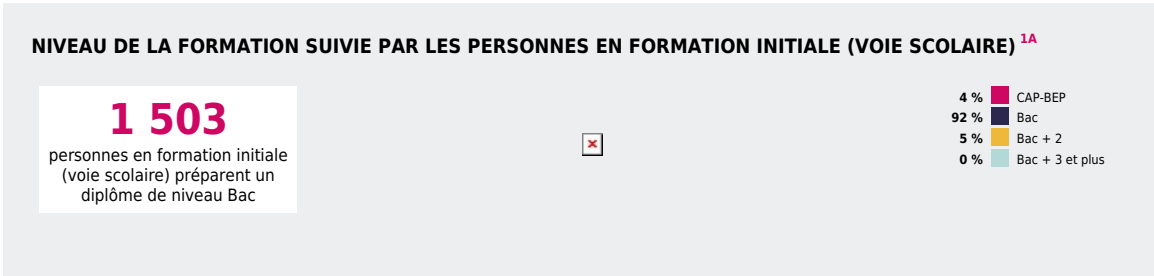 NIVEAU DE LA FORMATION SUIVIE PAR LES PERSONNES EN FORMATION INITIALE (VOIE SCOLAIRE) 1A
1 503
personnes en formation initiale
(voie scolaire) préparent un
diplôme de niveau Bac
4 % CAP-BEP
92 % Bac
5 % Bac + 2
0 % Bac + 3 et plus